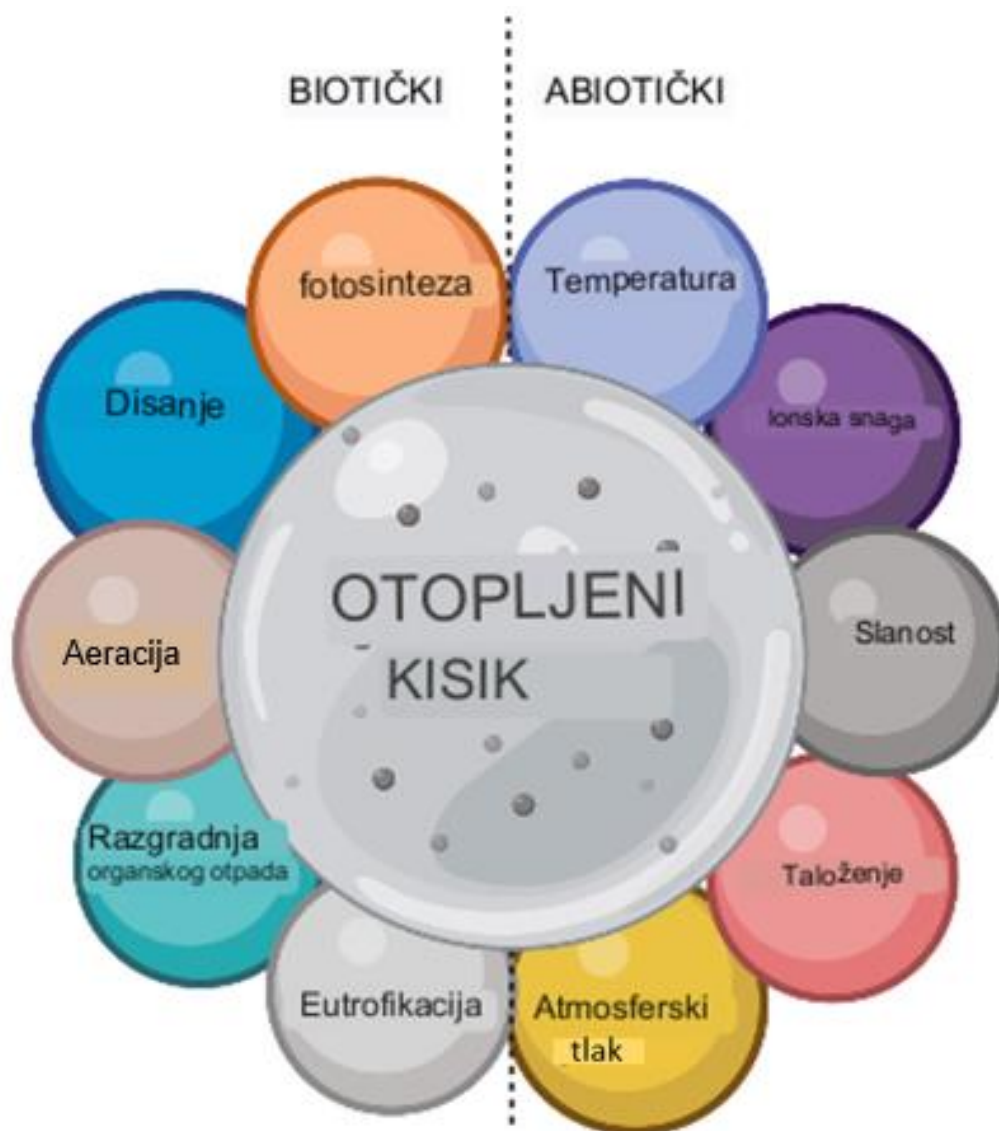 BIOTIČKI
ABIOTIČKI
fotosinteza
Temperatura
Disanje
Ionska snaga
OTOPLJENI
KISIK
Aeracija
Slanost
Razgradnja
organskog otpada
Taloženje
Eutrofikacija
Atmosferski
tlak